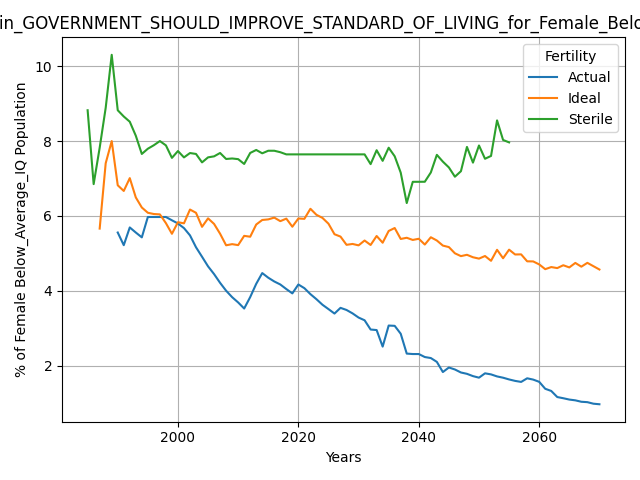 in_GOVERNMENT_SHOULD_IMPROVE_STANDARD_OF_LIVING_for_Female_Belo
Fertility
Actual
Ideal
Sterile
% of Female Below_Average_IQ Population
10
8
6
4
2
2000
2020
2040
2060
Years